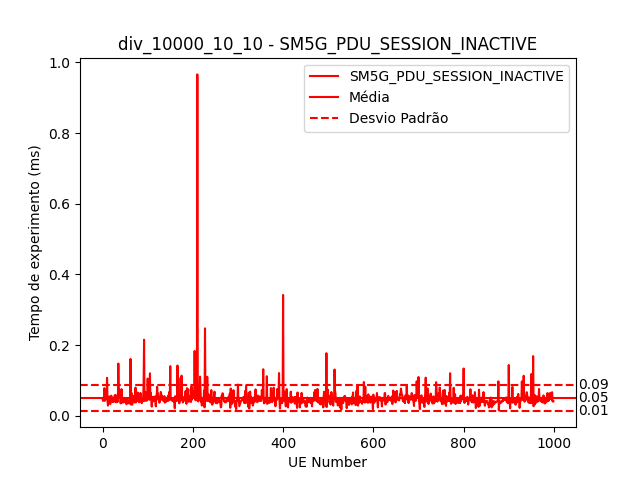 div_10000_10_10 - SM5G_PDU_SESSION_INACTIVE
SM5G_PDU_SESSION_INACTIVE
Média
Desvio Padrão
Tempo de experimento (ms)
1.0
0.8
0.6
0.4
0.2
0.0
0.09
0.05
0.01
0 200 400 600 800 1000
UE Number